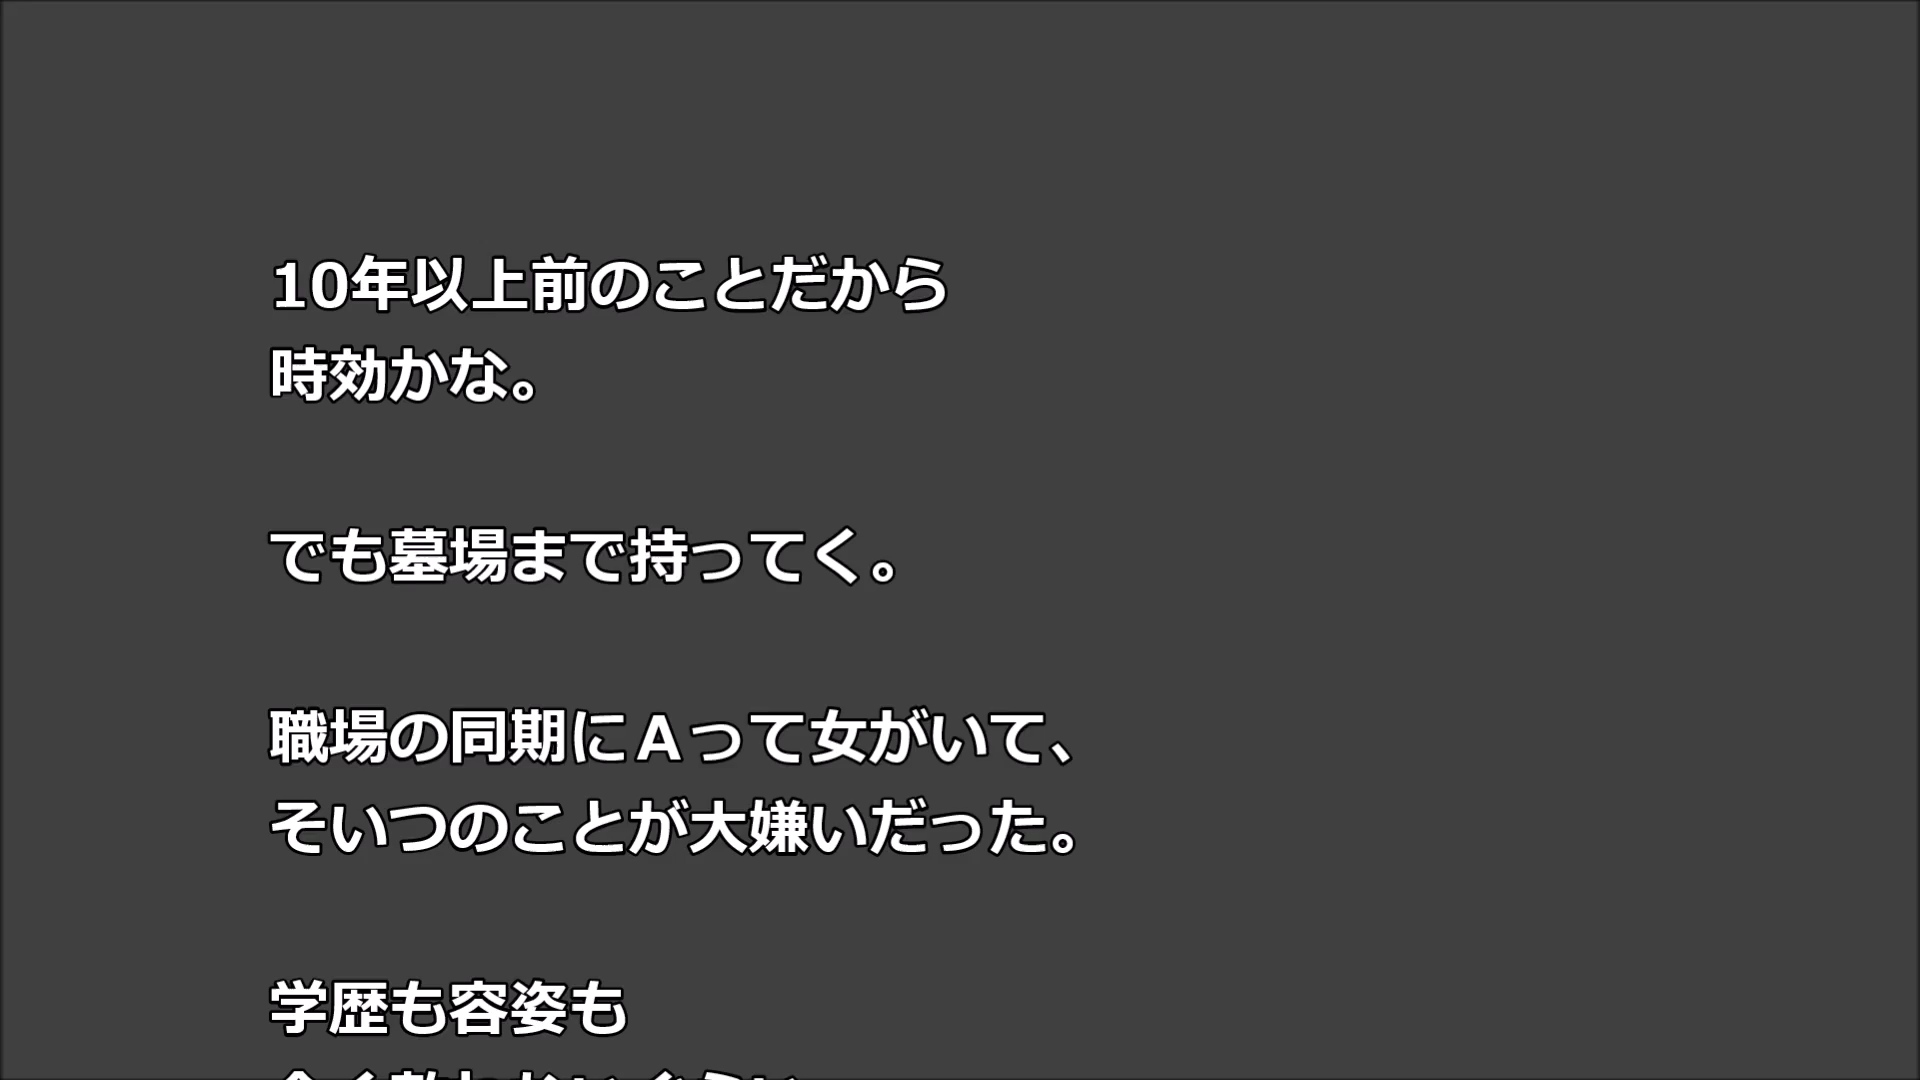 10年以上前のことだから
時効かな。
でも墓場まで持ってく。
職場の同期にＡって女がいて、
そいつのことが大嫌いだった。
学歴も容姿も